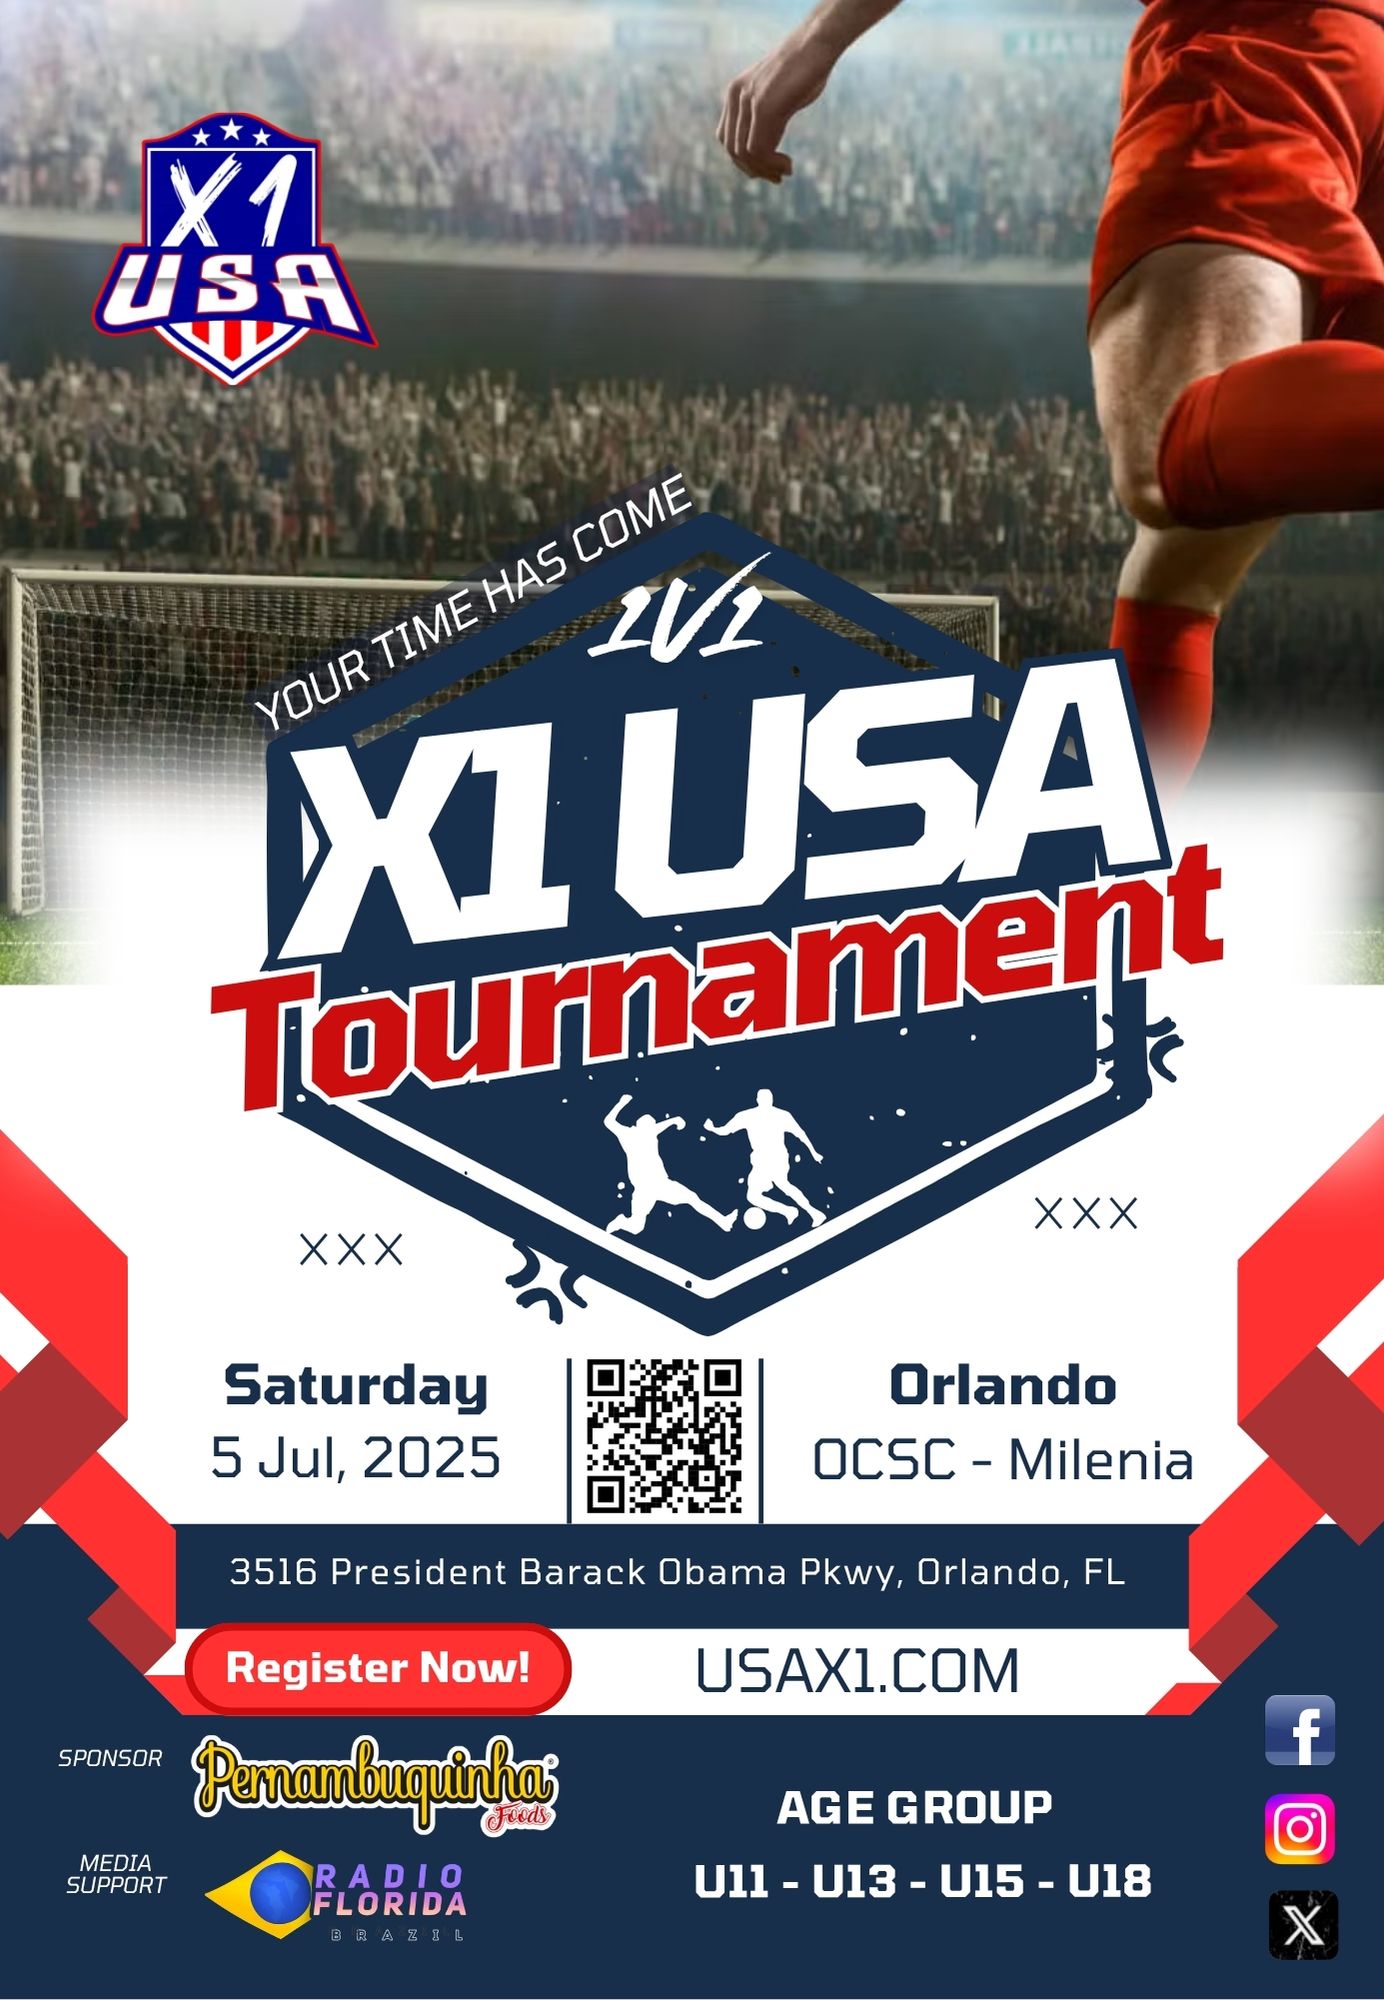 X1
USA
YOUR TIME HAS COME
1V1
X1 USA
Tournament
XXX
XXX
Saturday
5 Jul, 2025
Orlando
OCSC - Milenia
3516 President Barack Obama Pkwy, Orlando, FL
Register Now!
USAX1.COM
SPONSOR
Pernambuquinha®
Foods
MEDIA
SUPPORT
RADIO
FLORIDA
BRAZIL
AGE GROUP
U11 - U13 - U15 - U18